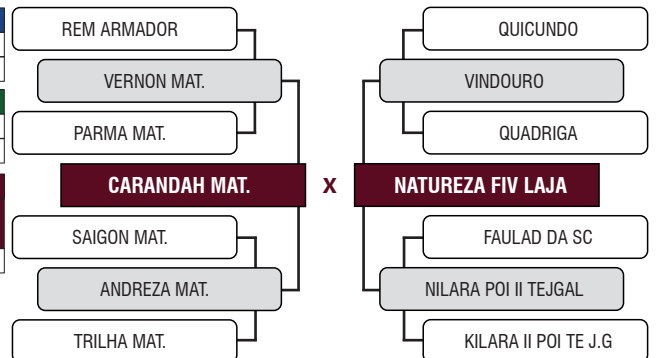 REM ARMADOR
VERNON MAT.
PARMA MAT.
CARANDAH MAT.
SAIGON MAT.
ANDREZA MAT.
TRILHA MAT.
X
QUICUNDO
VINDOURO
QUADRIGA
NATUREZA FIV LAJA
FAULAD DA SC
NILARA POI II TEJGAL
KILARA II POI TE J.G